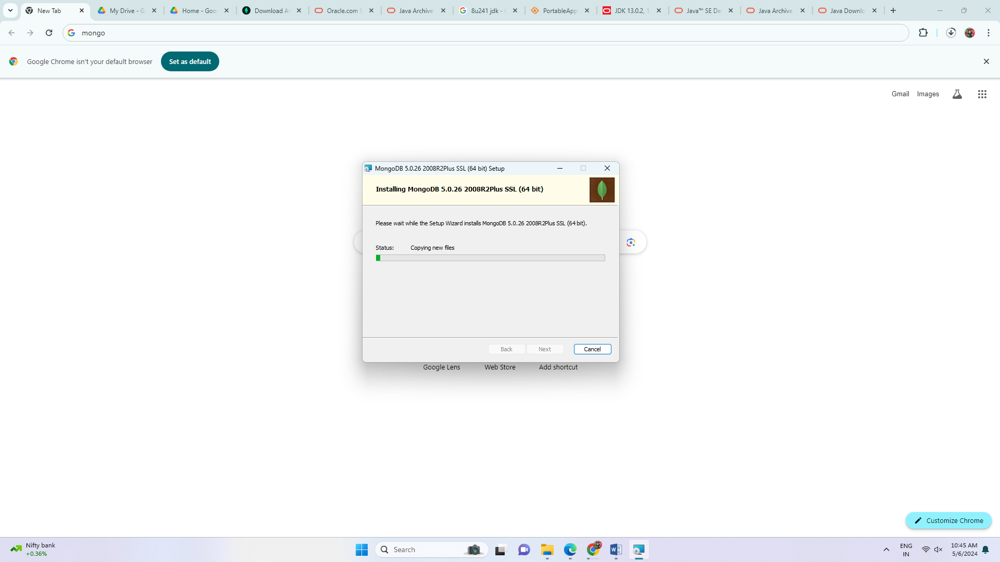 New Tab
My Drive - G
Home - Goo
Download At
Oracle.com S
Java Archive
8u241 jdk - G
PortableApp
JDK 13.0.2, 1
Java™ SE De
Java Archive
Java Downlo
mongo
Google Chrome isn't your default browser
Set as default
Gmail
Images
MongoDB 5.0.26 2008R2Plus SSL (64 bit) Setup
Installing MongoDB 5.0.26 2008R2Plus SSL (64 bit)
Please wait while the Setup Wizard installs MongoDB 5.0.26 2008R2Plus SSL (64 bit).
Status: Copying new files
Back
Next
Cancel
Google Lens
Web Store
Add shortcut
Customize Chrome
Nifty bank
+0.36%
Search
ENG
IN
10:45 AM
5/6/2024